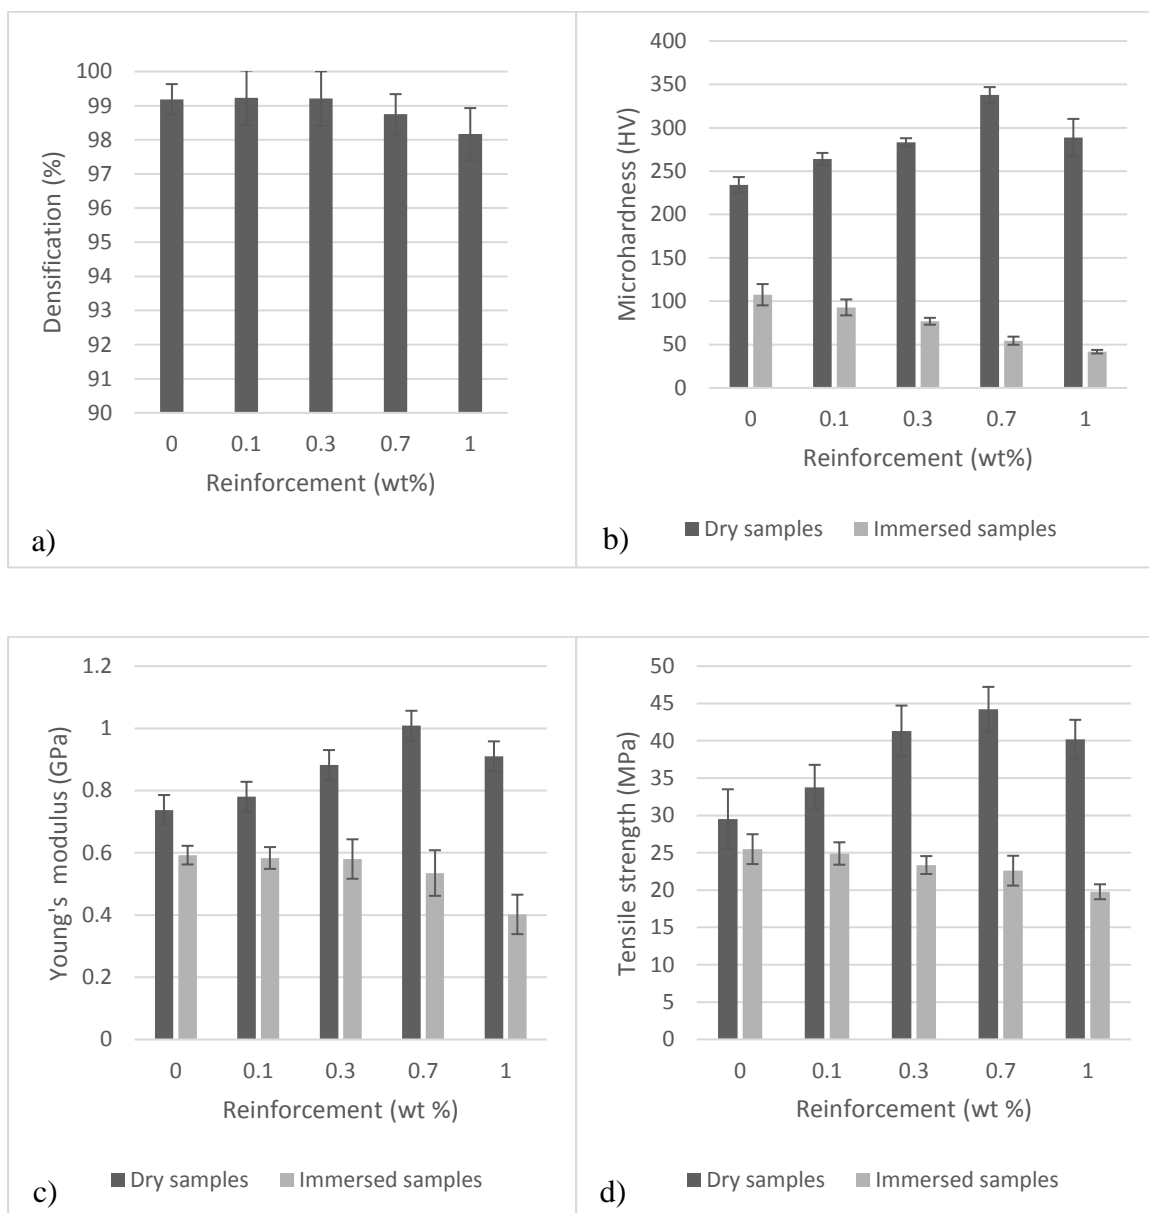 100
99
98
97
96
95
94
93
92
91
90
Densification (%)
0 0.1 0.3 0.7 1
Reinforcement (wt%)
a)
400
350
300
250
200
150
100
50
0
Microhardness (HV)
0 0.1 0.3 0.7 1
Reinforcement (wt%)
Dry samples Immersed samples
b)
1.2
1
0.8
0.6
0.4
0.2
0
Young's modulus (GPa)
0 0.1 0.3 0.7 1
Reinforcement (wt %)
Dry samples Immersed samples
c)
50
45
40
35
30
25
20
15
10
5
0
Tensile strength (MPa)
0 0.1 0.3 0.7 1
Reinforcement (wt %)
Dry samples Immersed samples
d)